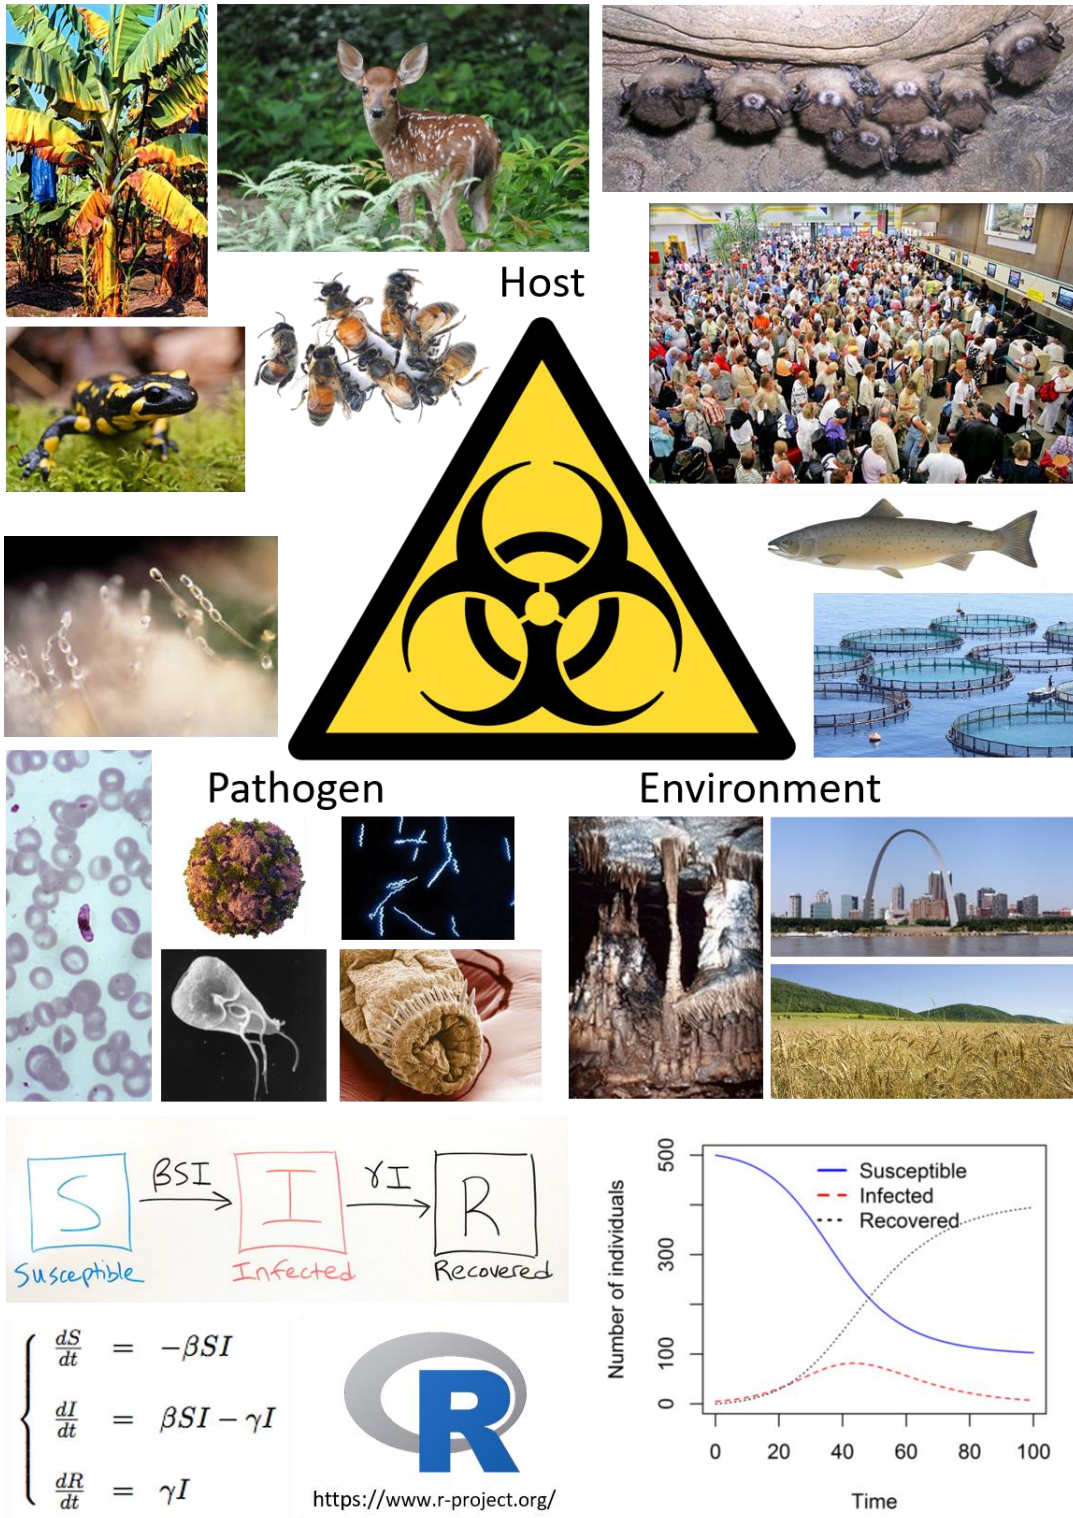 Host
Pathogen
Environment
S
βSI
I
γI
R
Susceptible
Infected
Recovered
dS/dt = -βSI
dI/dt = βSI - γI
dR/dt = γI
R
https://www.r-project.org/
Susceptible
Infected
Recovered
Number of individuals
500
300
100
0
0 20 40 60 80 100
Time